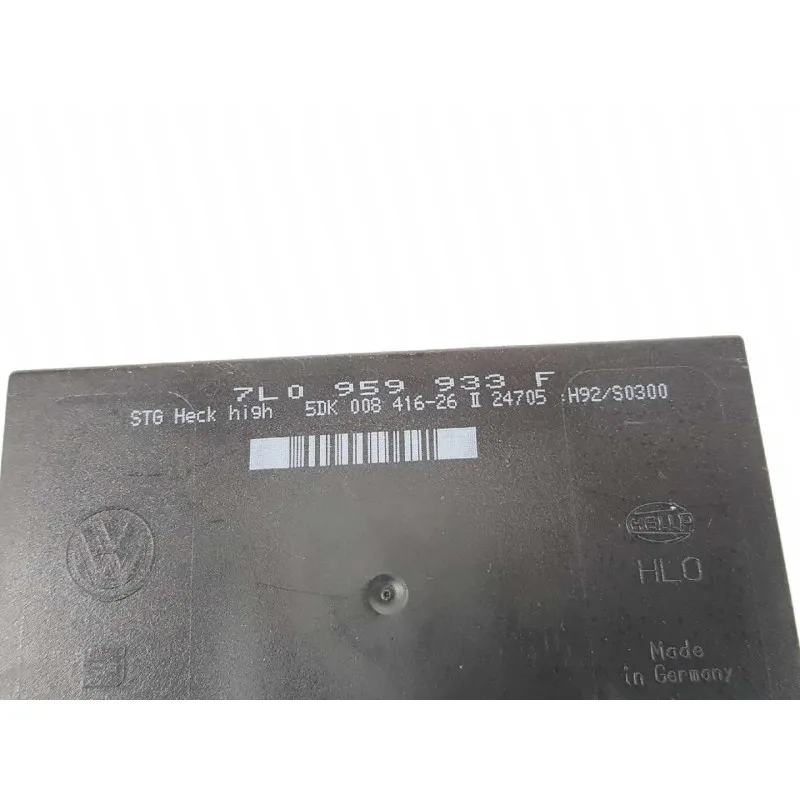 7L0 959 933 F
STG Heck high 5DK 008 416-26 II 24705 :H92/S0300
VW
HELLA
HLO
Made
in Germany